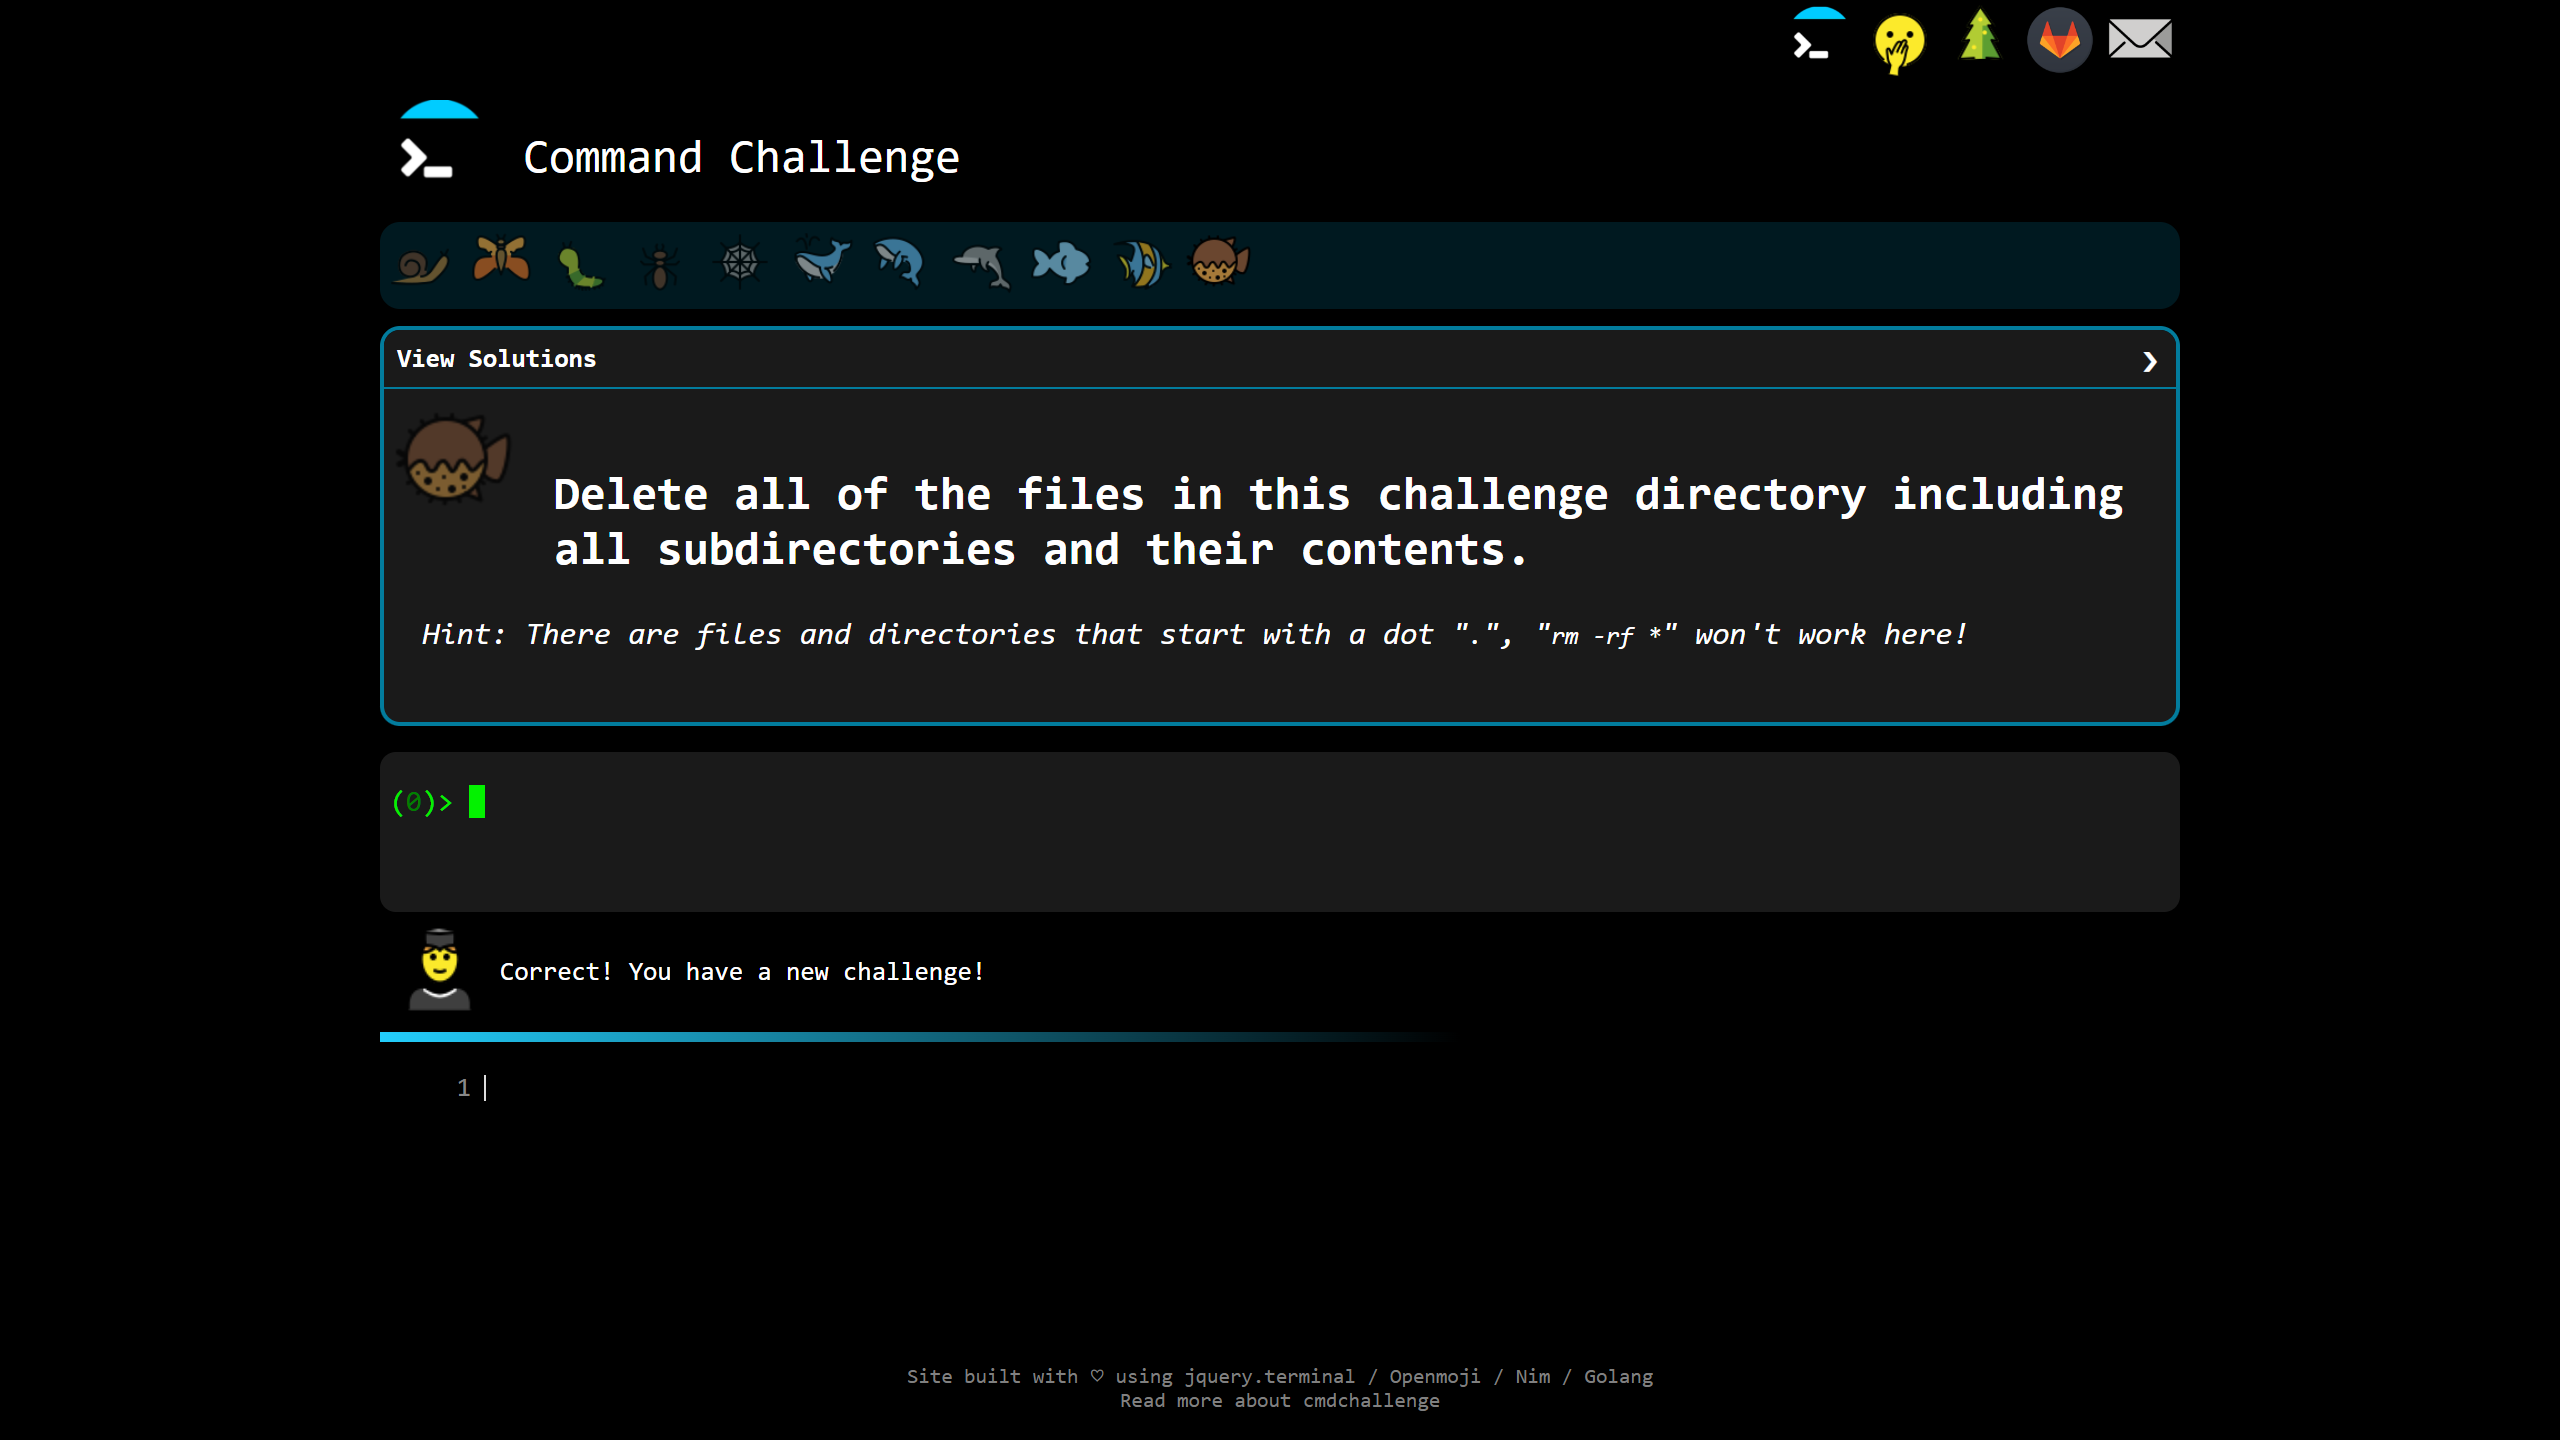 Command Challenge
View Solutions
Delete all of the files in this challenge directory including
all subdirectories and their contents.
Hint: There are files and directories that start with a dot ".", "rm -rf *" won't work here!
(0)>
Correct! You have a new challenge!
1
Site built with ♡ using jquery.terminal / Openmoji / Nim / Golang
Read more about cmdchallenge